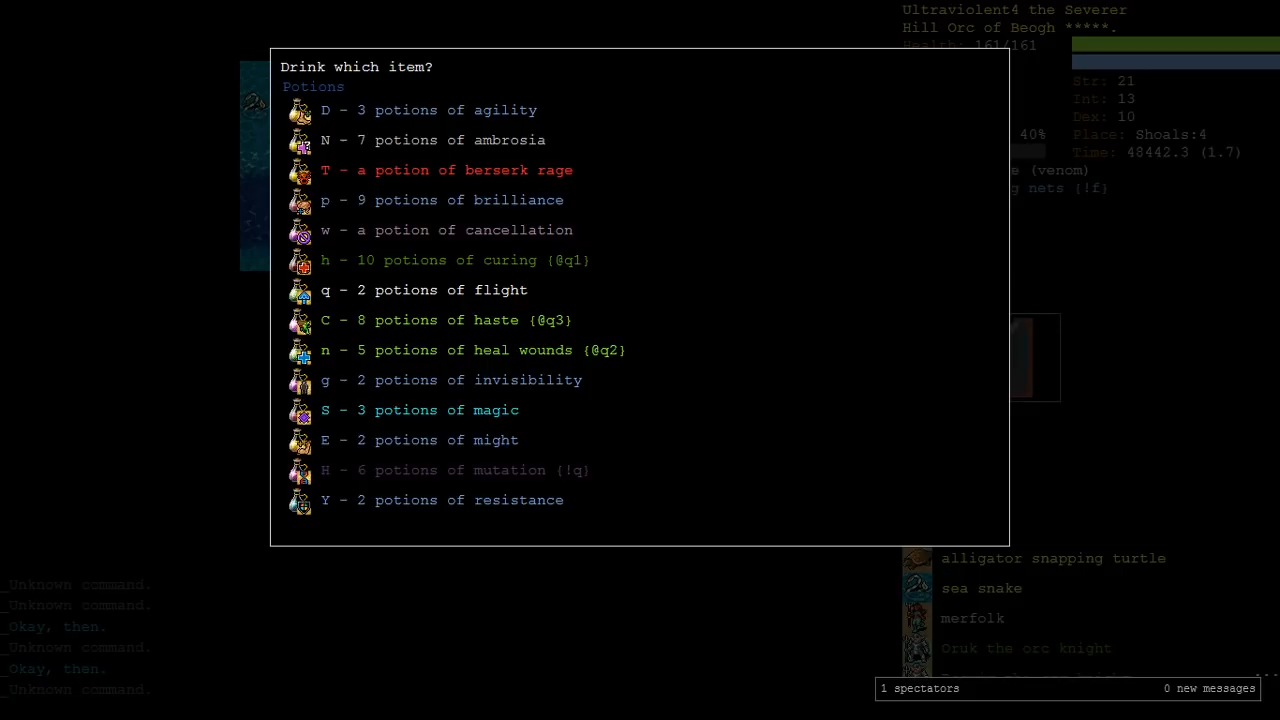 Ultraviolent4 the Severer
Hill Orc of Beogh *****.
Health: 161/161
Drink which item?
Potions
Str: 21
D - 3 potions of agility
Int: 13
Dex: 10
N - 7 potions of ambrosia
40% Place: Shoals:4
Time: 48442.3 (1.7)
T - a potion of berserk rage
e (venom)
g nets {!f}
p - 9 potions of brilliance
w - a potion of cancellation
h - 10 potions of curing {@q1}
q - 2 potions of flight
C - 8 potions of haste {@q3}
n - 5 potions of heal wounds {@q2}
g - 2 potions of invisibility
S - 3 potions of magic
E - 2 potions of might
H - 6 potions of mutation {!q}
Y - 2 potions of resistance
alligator snapping turtle
sea snake
merfolk
Oruk the orc knight
_Unknown command.
_Unknown command.
_Okay, then.
_Unknown command.
_Okay, then.
_Unknown command.
1 spectators 0 new messages